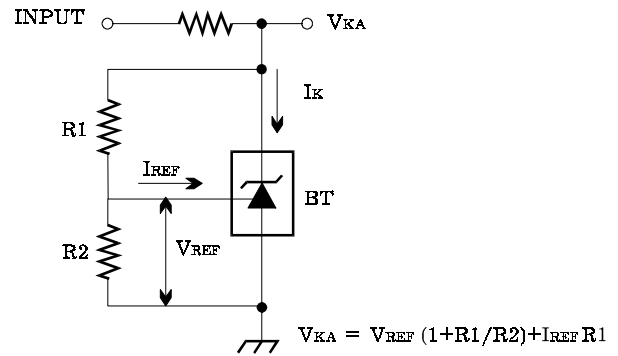 INPUT
VKA
IK
R1
IREF
BT
VREF
R2
VKA = VREF (1+R1/R2)+IREF R1